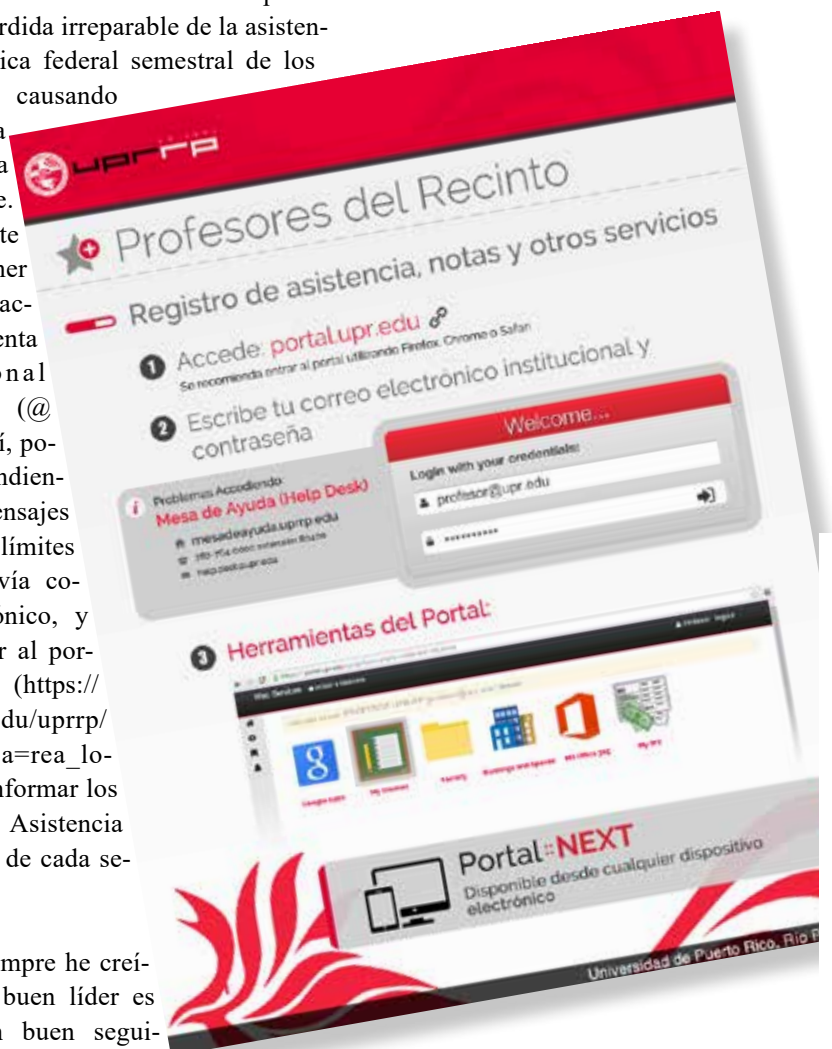 rdida irreparable de la asisten-
ica federal semestral de los
causando
a
a
e.
te
ner
ac-
enta
onal
(@
í, po-
ndien-
ensajes
límites
vía co-
ónico, y
r al por-
(https://
du/uprrp/
a=rea_lo-
nformar los
Asistencia
de cada se-
mpre he creí-
buen líder es
n buen segui-
uprrp
Profesores del Recinto
Registro de asistencia, notas y otros servicios
1 Accede: portal.upr.edu
Se recomienda entrar al portal utilizando Firefox, Chrome o Safari
2 Escribe tu correo electrónico institucional y
contraseña
Problemas Accediendo:
Mesa de Ayuda (Help Desk)
mesadeayuda.uprrp.edu
Welcome...
Login with your credentials:
profesor@upr.edu
3 Herramientas del Portal:
Portal::NEXT
Disponible desde cualquier dispositivo
electrónico
Universidad de Puerto Rico, Río P